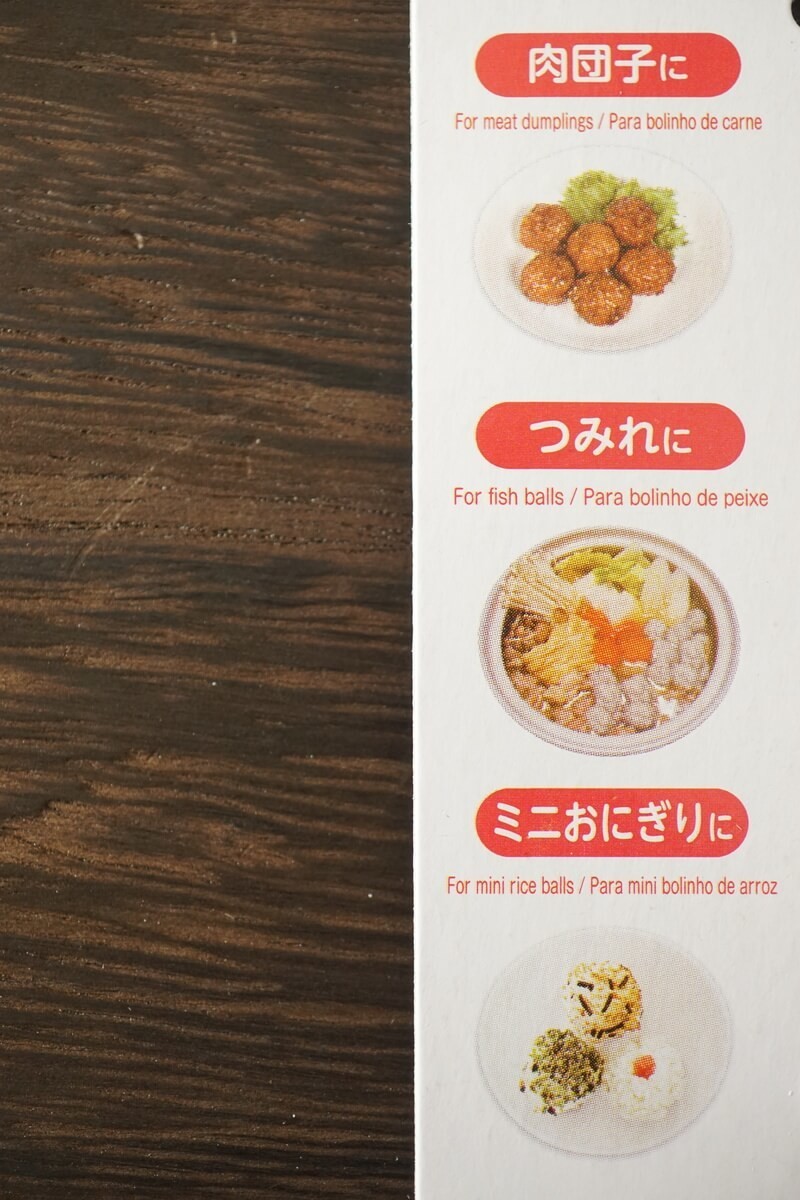 肉団子に
For meat dumplings / Para bolinho de carne
つみれに
For fish balls / Para bolinho de peixe
ミニおにぎりに
For mini rice balls / Para mini bolinho de arroz